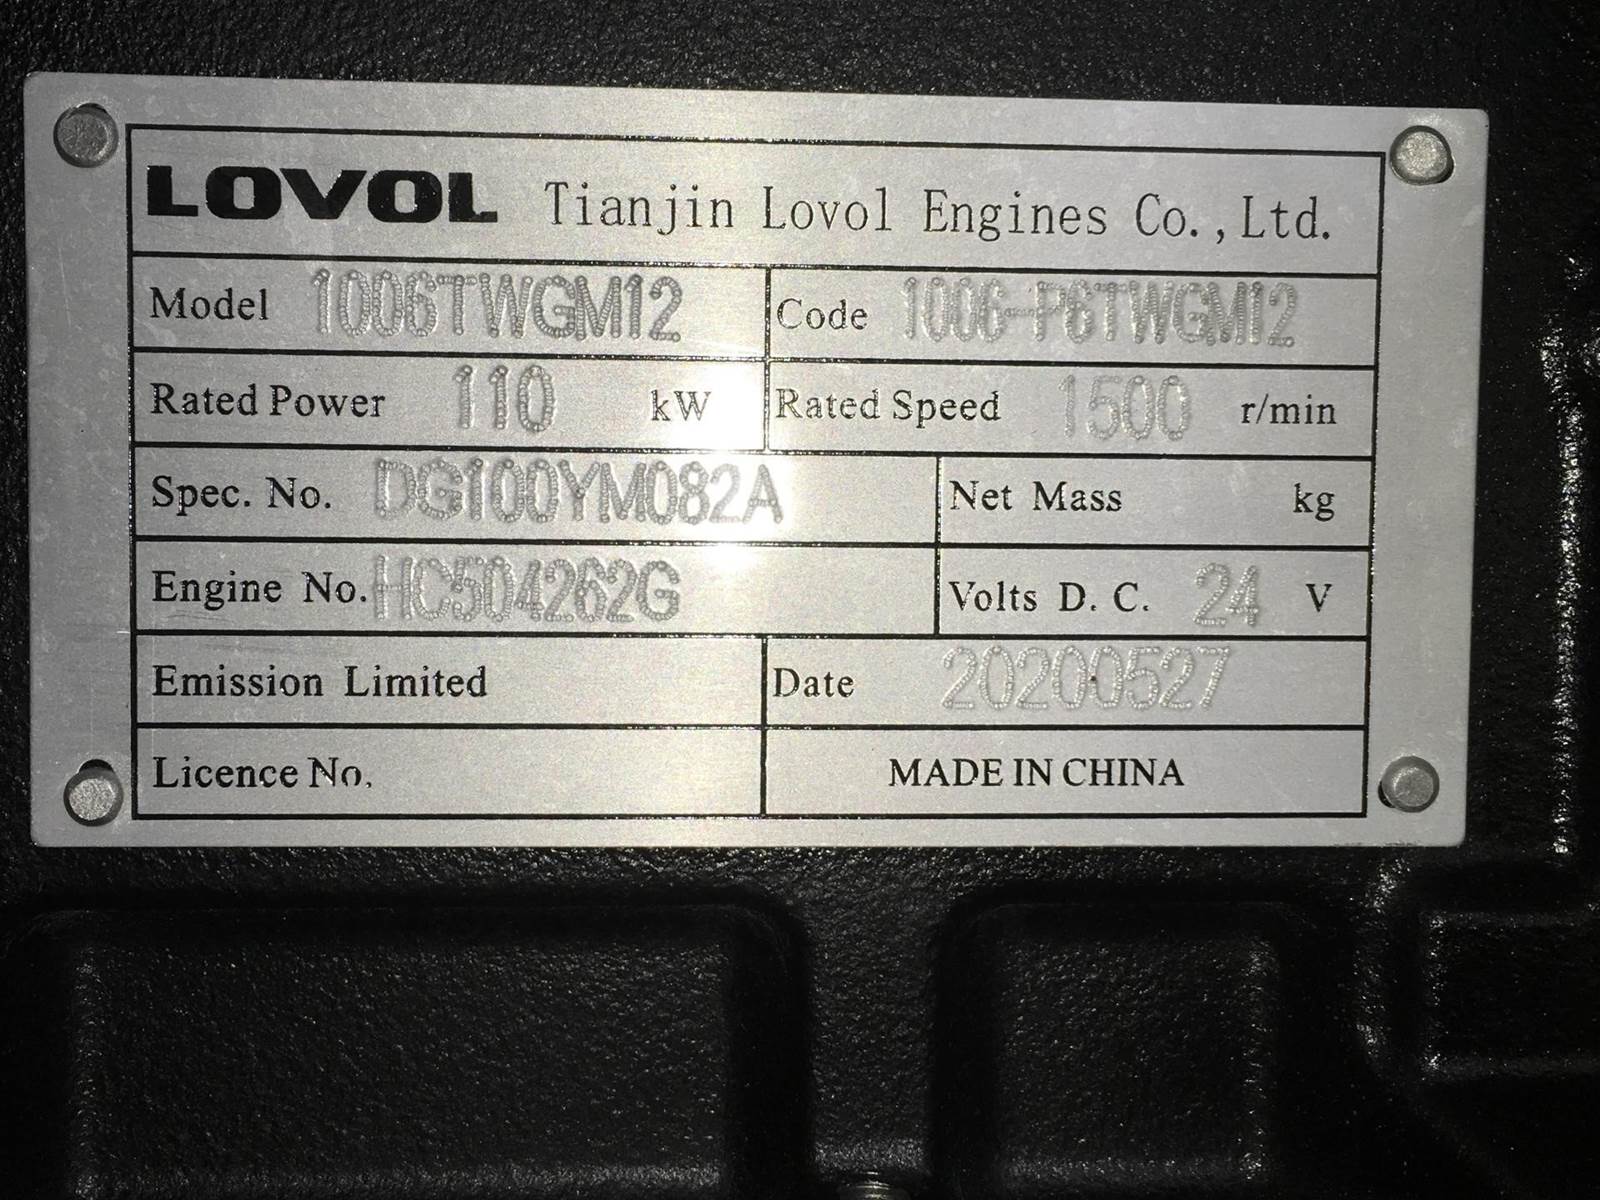 LOVOL Tianjin Lovol Engines Co.,Ltd.
Model 1006TWGM12 Code 1006-P6TWGM12
Rated Power 110 kW Rated Speed 1500 r/min
Spec. No. DG100YM082A Net Mass kg
Engine No. HC504262G Volts D. C. 24 V
Emission Limited Date 20200527
Licence No. MADE IN CHINA